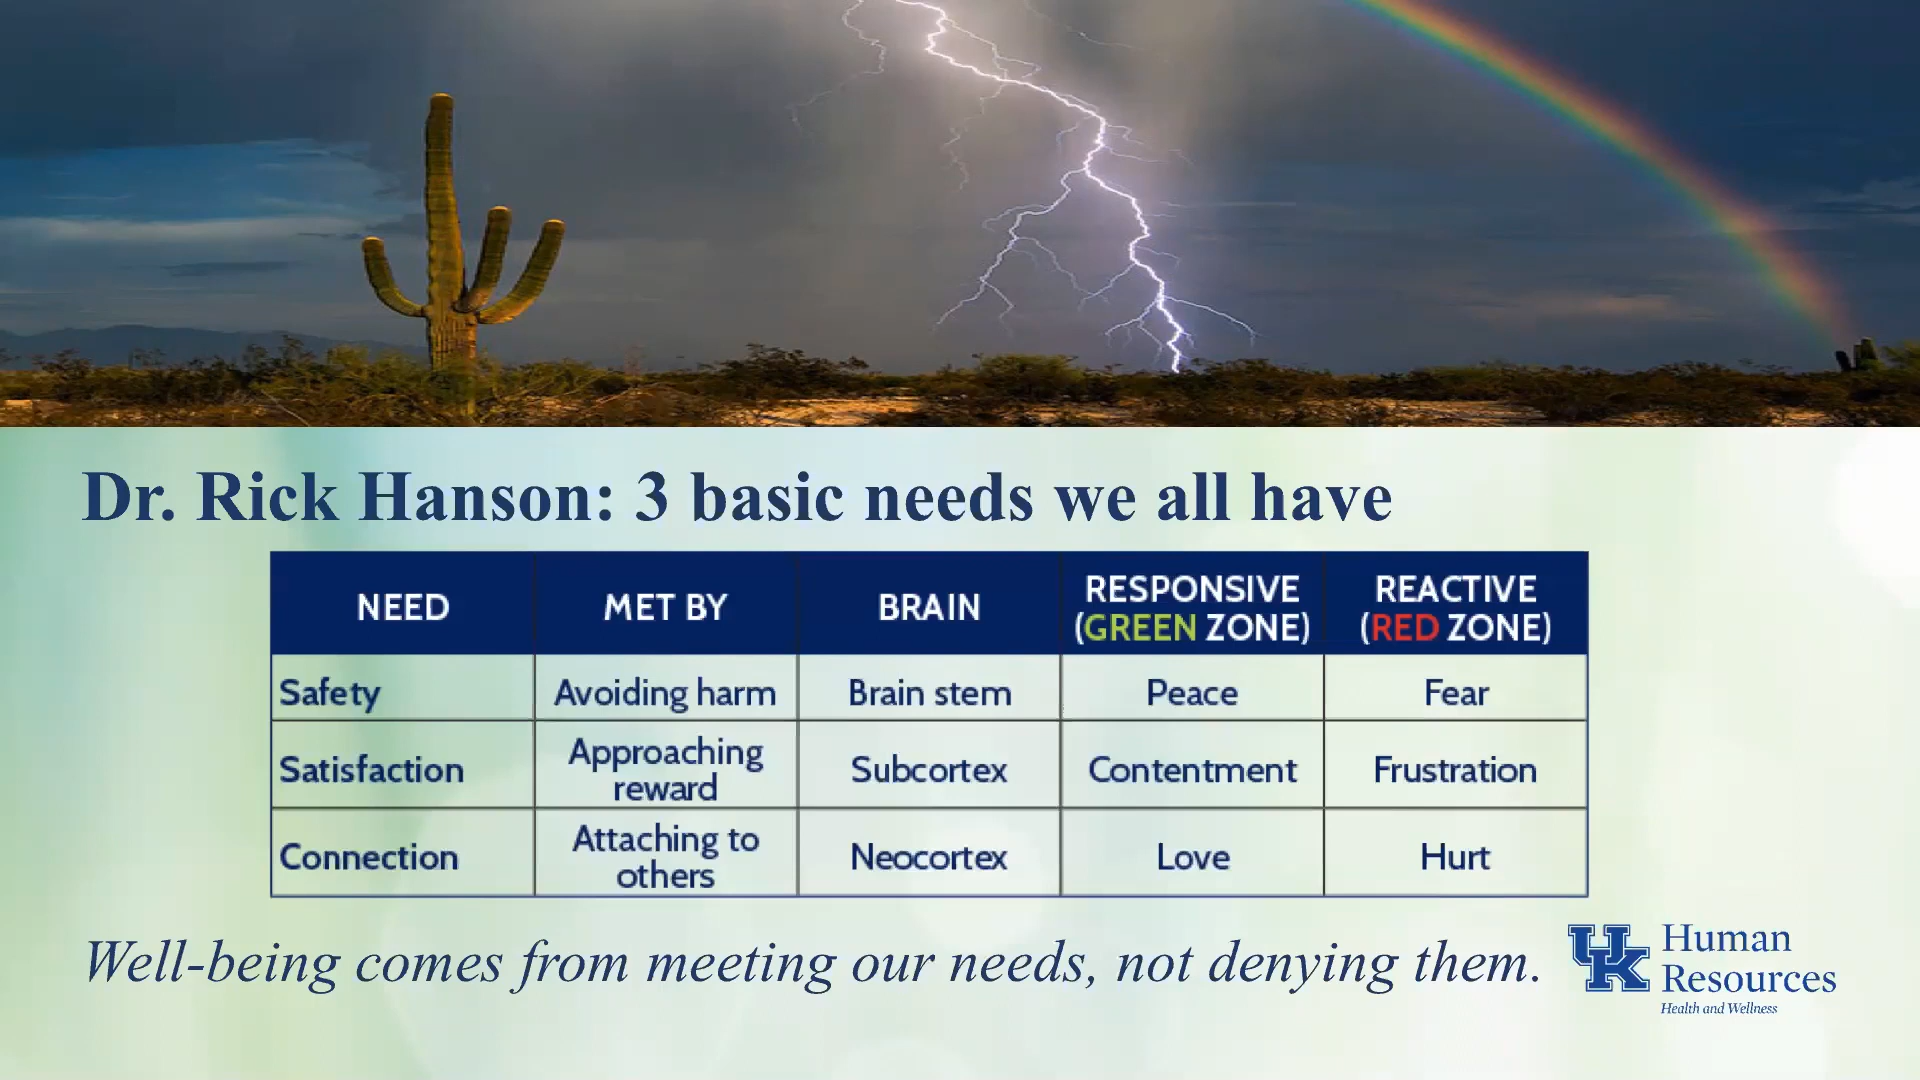 Dr. Rick Hanson: 3 basic needs we all have
NEED MET BY BRAIN RESPONSIVE (GREEN ZONE) REACTIVE (RED ZONE)
Safety Avoiding harm Brain stem Peace Fear
Satisfaction Approaching reward Subcortex Contentment Frustration
Connection Attaching to others Neocortex Love Hurt
Well-being comes from meeting our needs, not denying them.
UK Human
Resources
Health and Wellness